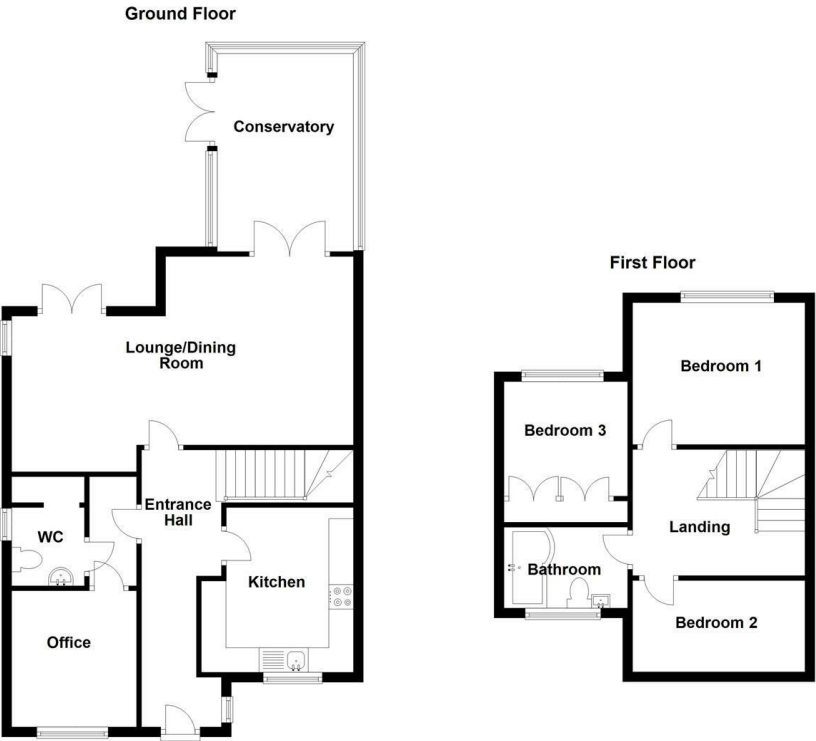 Ground Floor
Conservatory
Lounge/Dining
Room
Entrance
Hall
WC
Kitchen
Office
First Floor
Bedroom 1
Bedroom 3
Landing
Bathroom
Bedroom 2